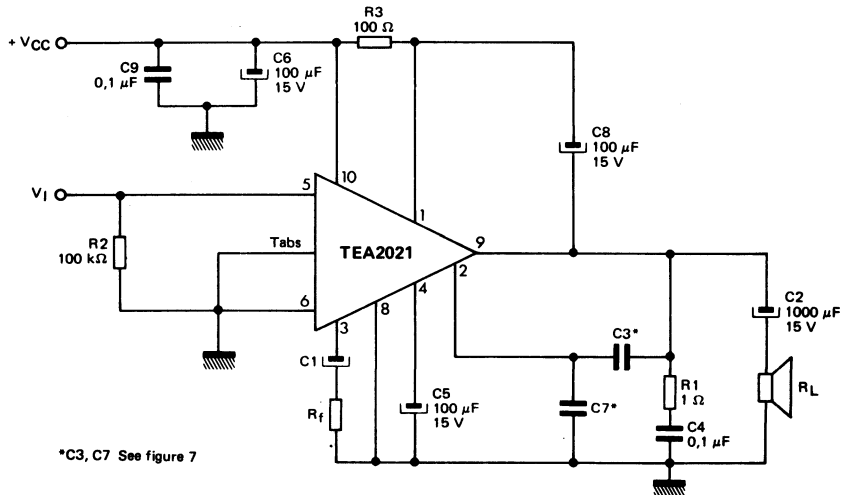 R3
100 Ω
+ VCC
C9
0,1 µF
C6
100 µF
15 V
C8
100 µF
15 V
VI
5
10
1
R2
100 kΩ
Tabs
TEA2021
9
2
6
3
8
4
C2
1000 µF
15 V
C1
C3*
Rf
C5
100 µF
15 V
C7*
R1
1 Ω
RL
C4
0,1 µF
*C3, C7 See figure 7